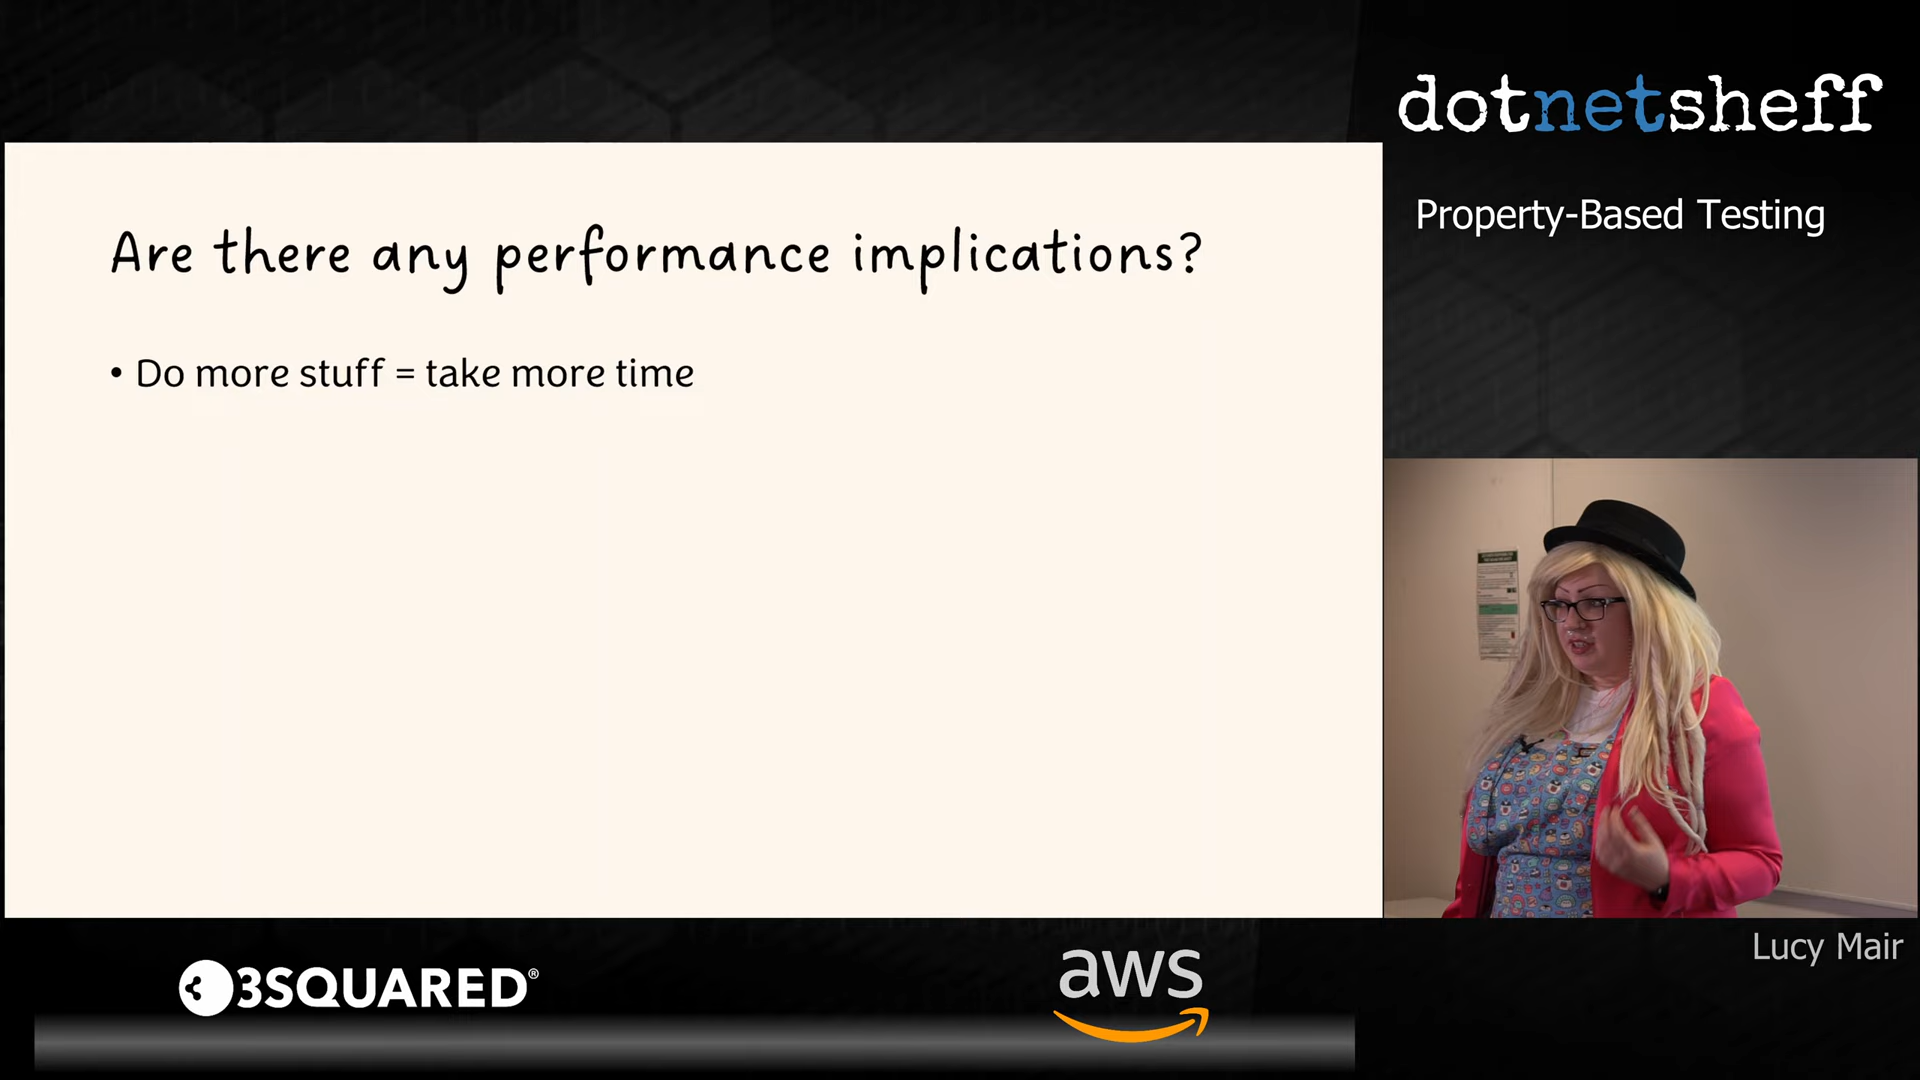 dotnetsheff
Property-Based Testing
Are there any performance implications?
• Do more stuff = take more time
Lucy Mair
3SQUARED®
aws